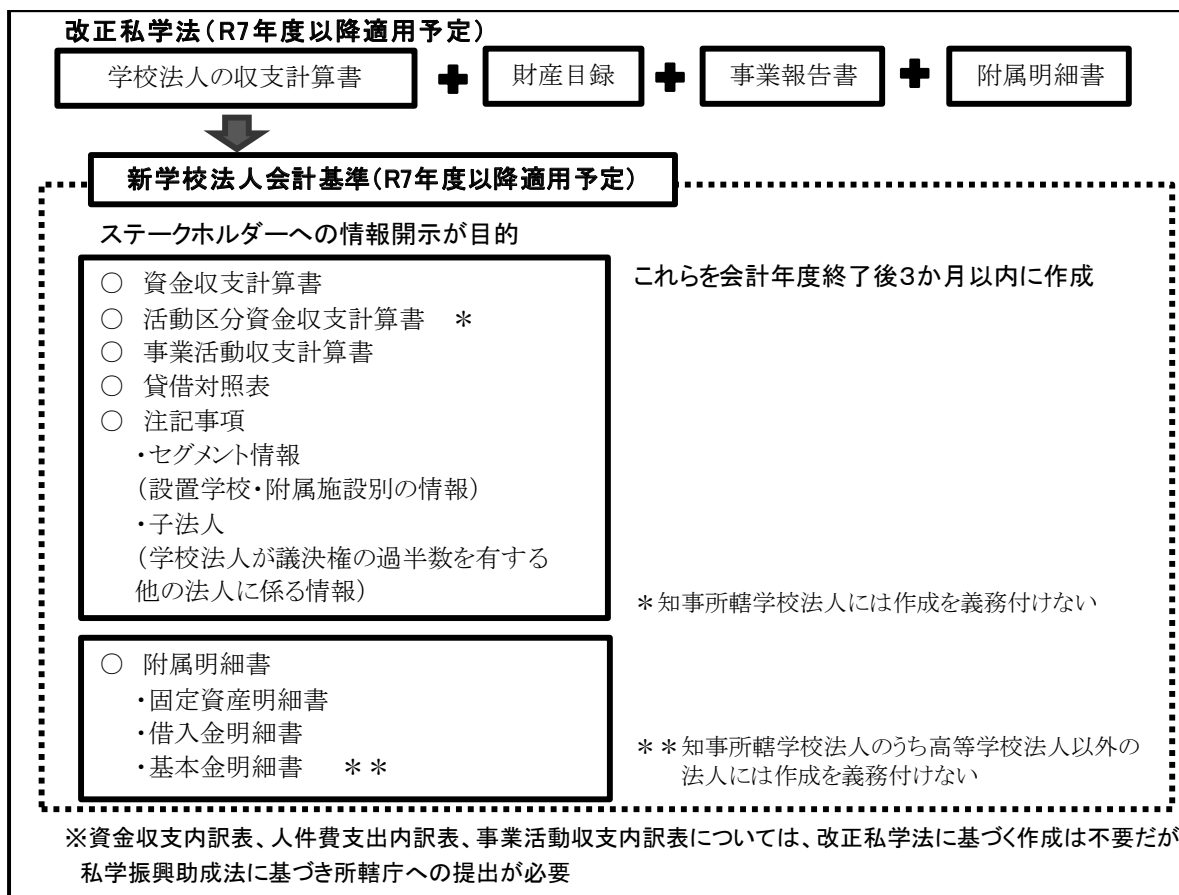 改正私学法（R7年度以降適用予定）
学校法人の収支計算書 ＋ 財産目録 ＋ 事業報告書 ＋ 附属明細書
新学校法人会計基準（R7年度以降適用予定）
ステークホルダーへの情報開示が目的
○ 資金収支計算書
これらを会計年度終了後３か月以内に作成
○ 活動区分資金収支計算書 ＊
○ 事業活動収支計算書
○ 貸借対照表
○ 注記事項
・セグメント情報
（設置学校・附属施設別の情報）
・子法人
（学校法人が議決権の過半数を有する
他の法人に係る情報）
＊知事所轄学校法人には作成を義務付けない
○ 附属明細書
・固定資産明細書
・借入金明細書
・基本金明細書 ＊＊
＊＊知事所轄学校法人のうち高等学校法人以外の
法人には作成を義務付けない
※資金収支内訳表、人件費支出内訳表、事業活動収支内訳表については、改正私学法に基づく作成は不要だが
私学振興助成法に基づき所轄庁への提出が必要